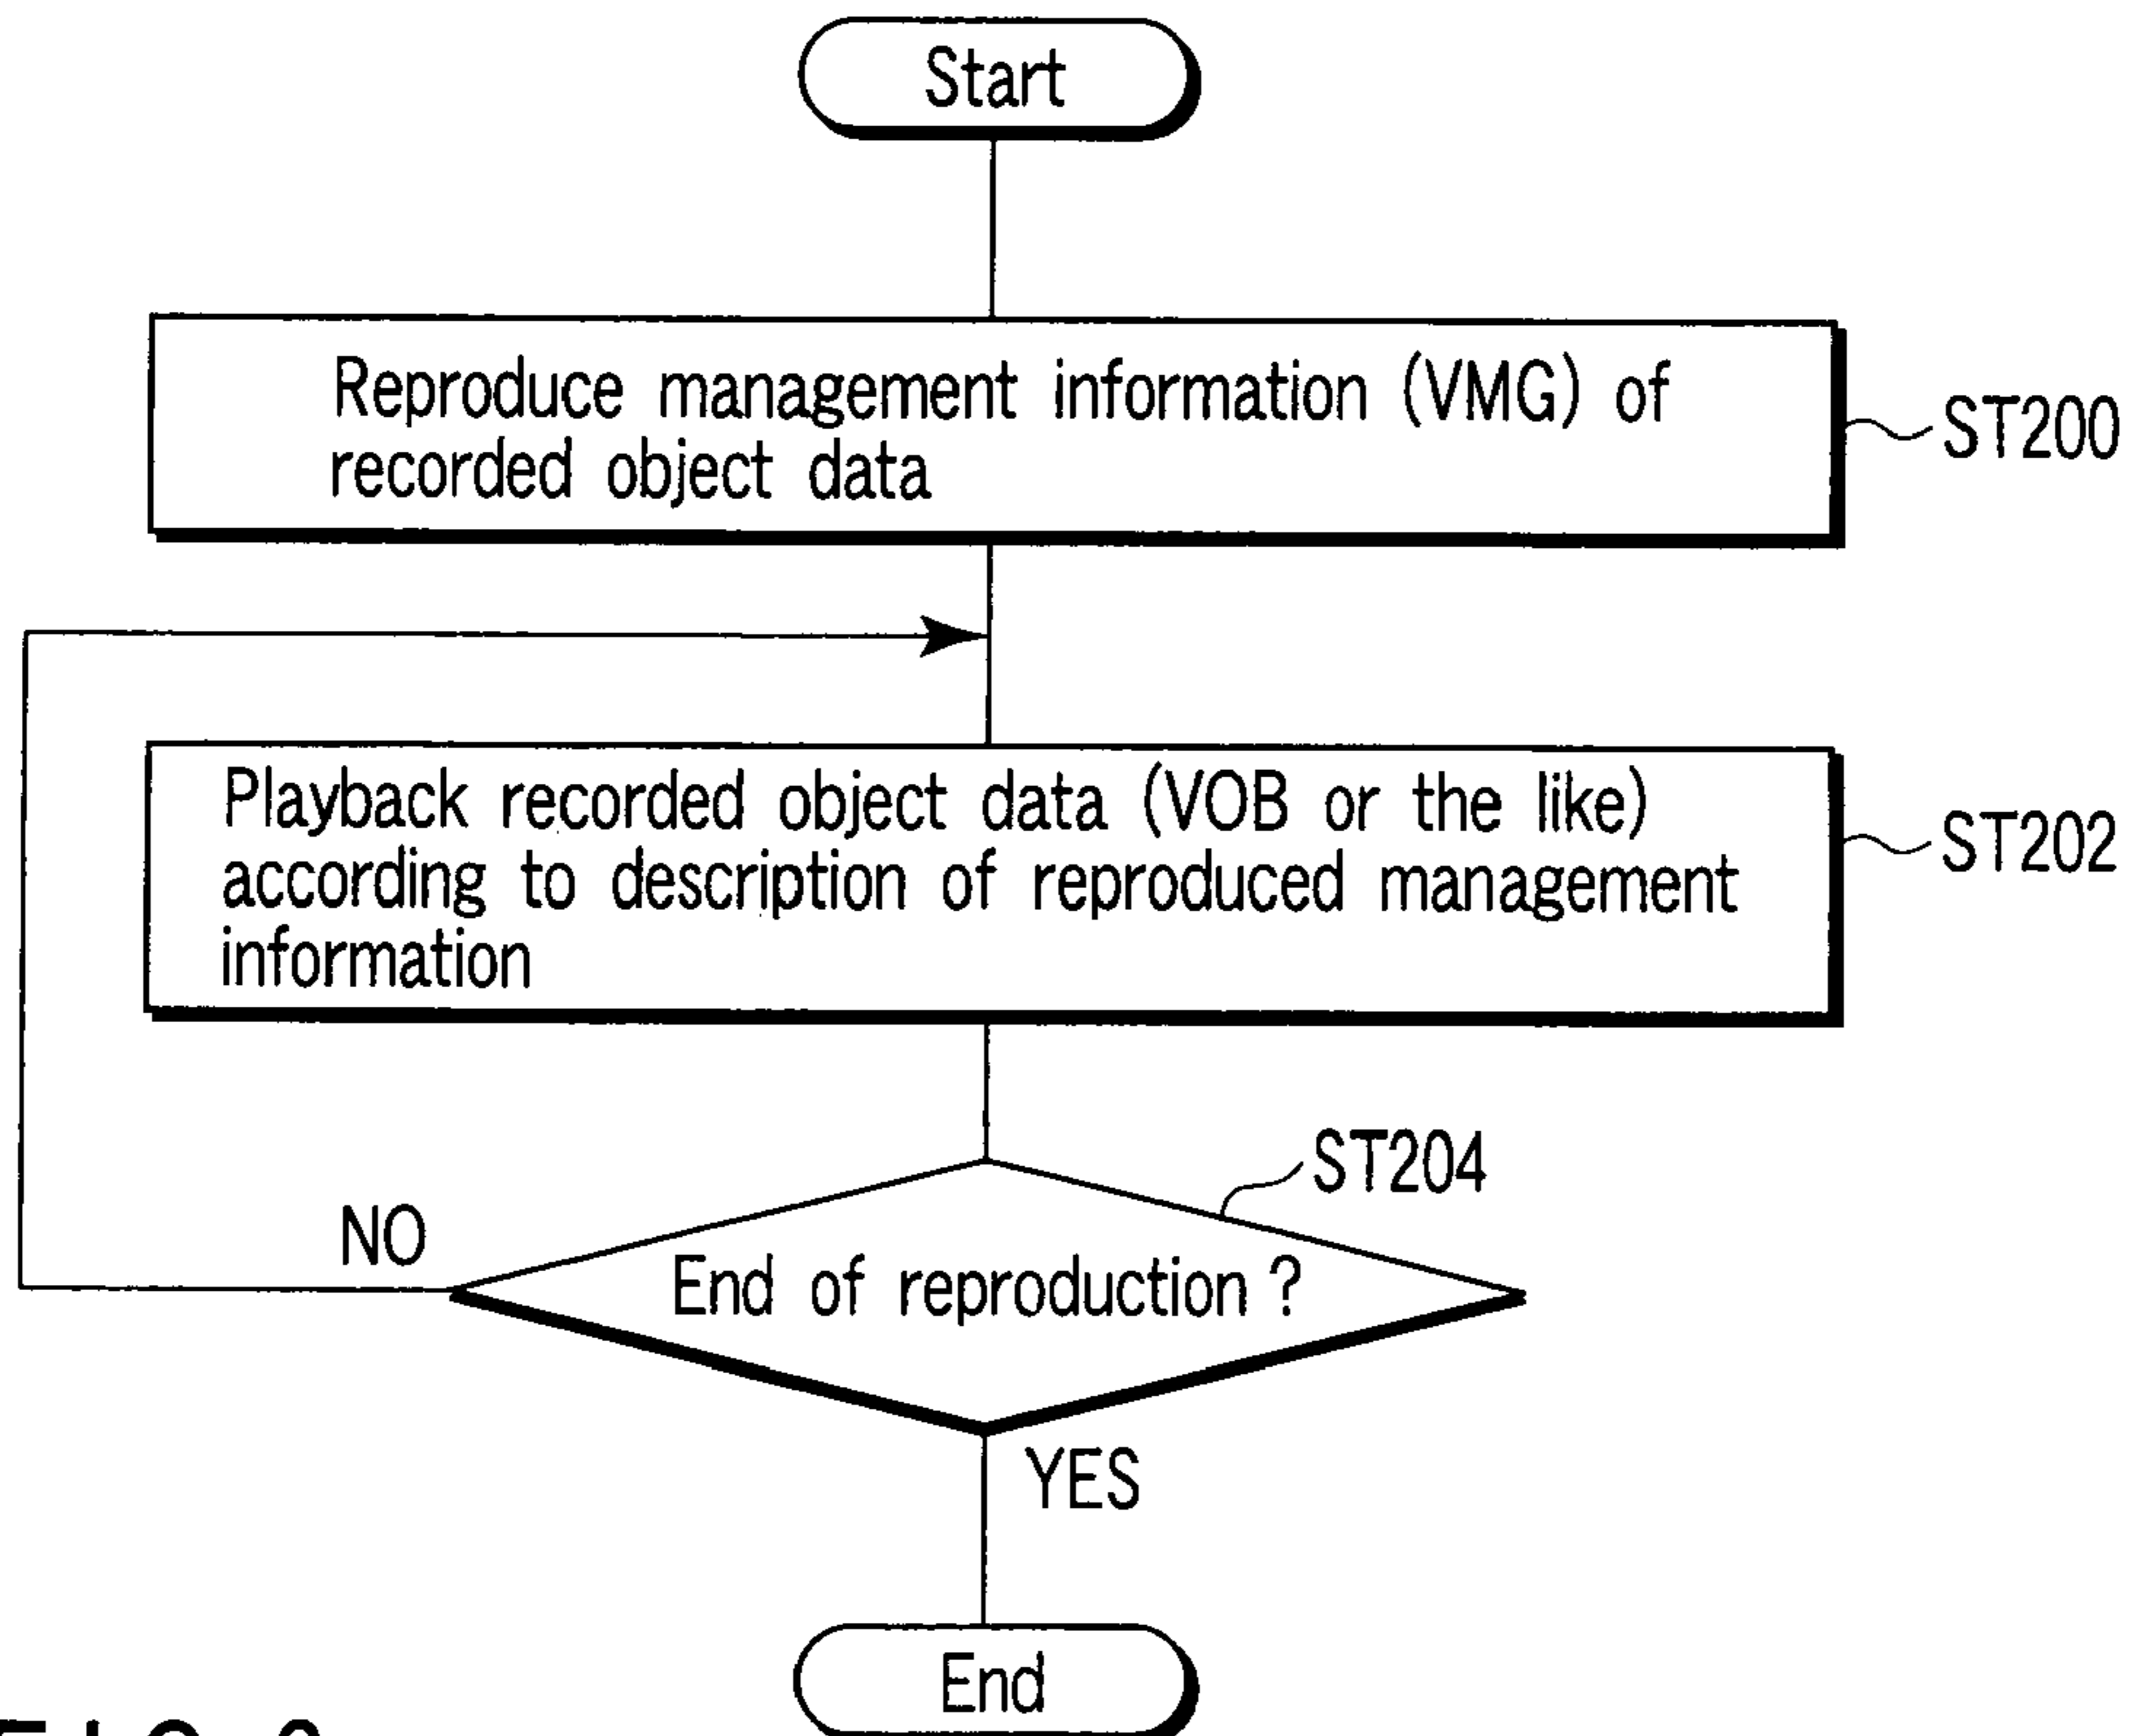 Start
Reproduce management information (VMG) of
recorded object data
ST200
Playback recorded object data (VOB or the like)
according to description of reproduced management
information
ST202
ST204
NO
End of reproduction ?
YES
End